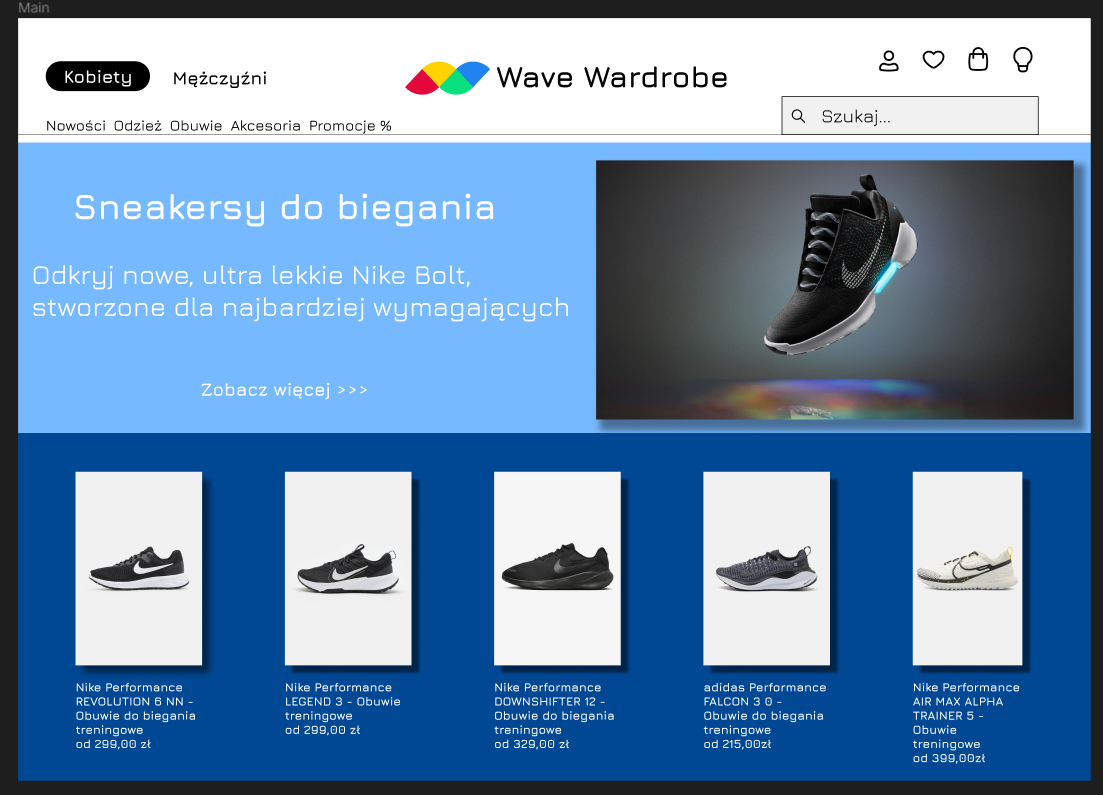 Main
Kobiety
Mężczyźni
Wave Wardrobe
Nowości Odzież Obuwie Akcesoria Promocje %
Szukaj...
Sneakersy do biegania
Odkryj nowe, ultra lekkie Nike Bolt,
stworzone dla najbardziej wymagających
Zobacz więcej >>>
Nike Performance
REVOLUTION 6 NN -
Obuwie do biegania
treningowe
od 299,00 zł
Nike Performance
LEGEND 3 - Obuwie
treningowe
od 299,00 zł
Nike Performance
DOWNSHIFTER 12 -
Obuwie do biegania
treningowe
od 329,00 zł
adidas Performance
FALCON 3 0 -
Obuwie do biegania
treningowe
od 215,00zł
Nike Performance
AIR MAX ALPHA
TRAINER 5 -
Obuwie
treningowe
od 399,00zł